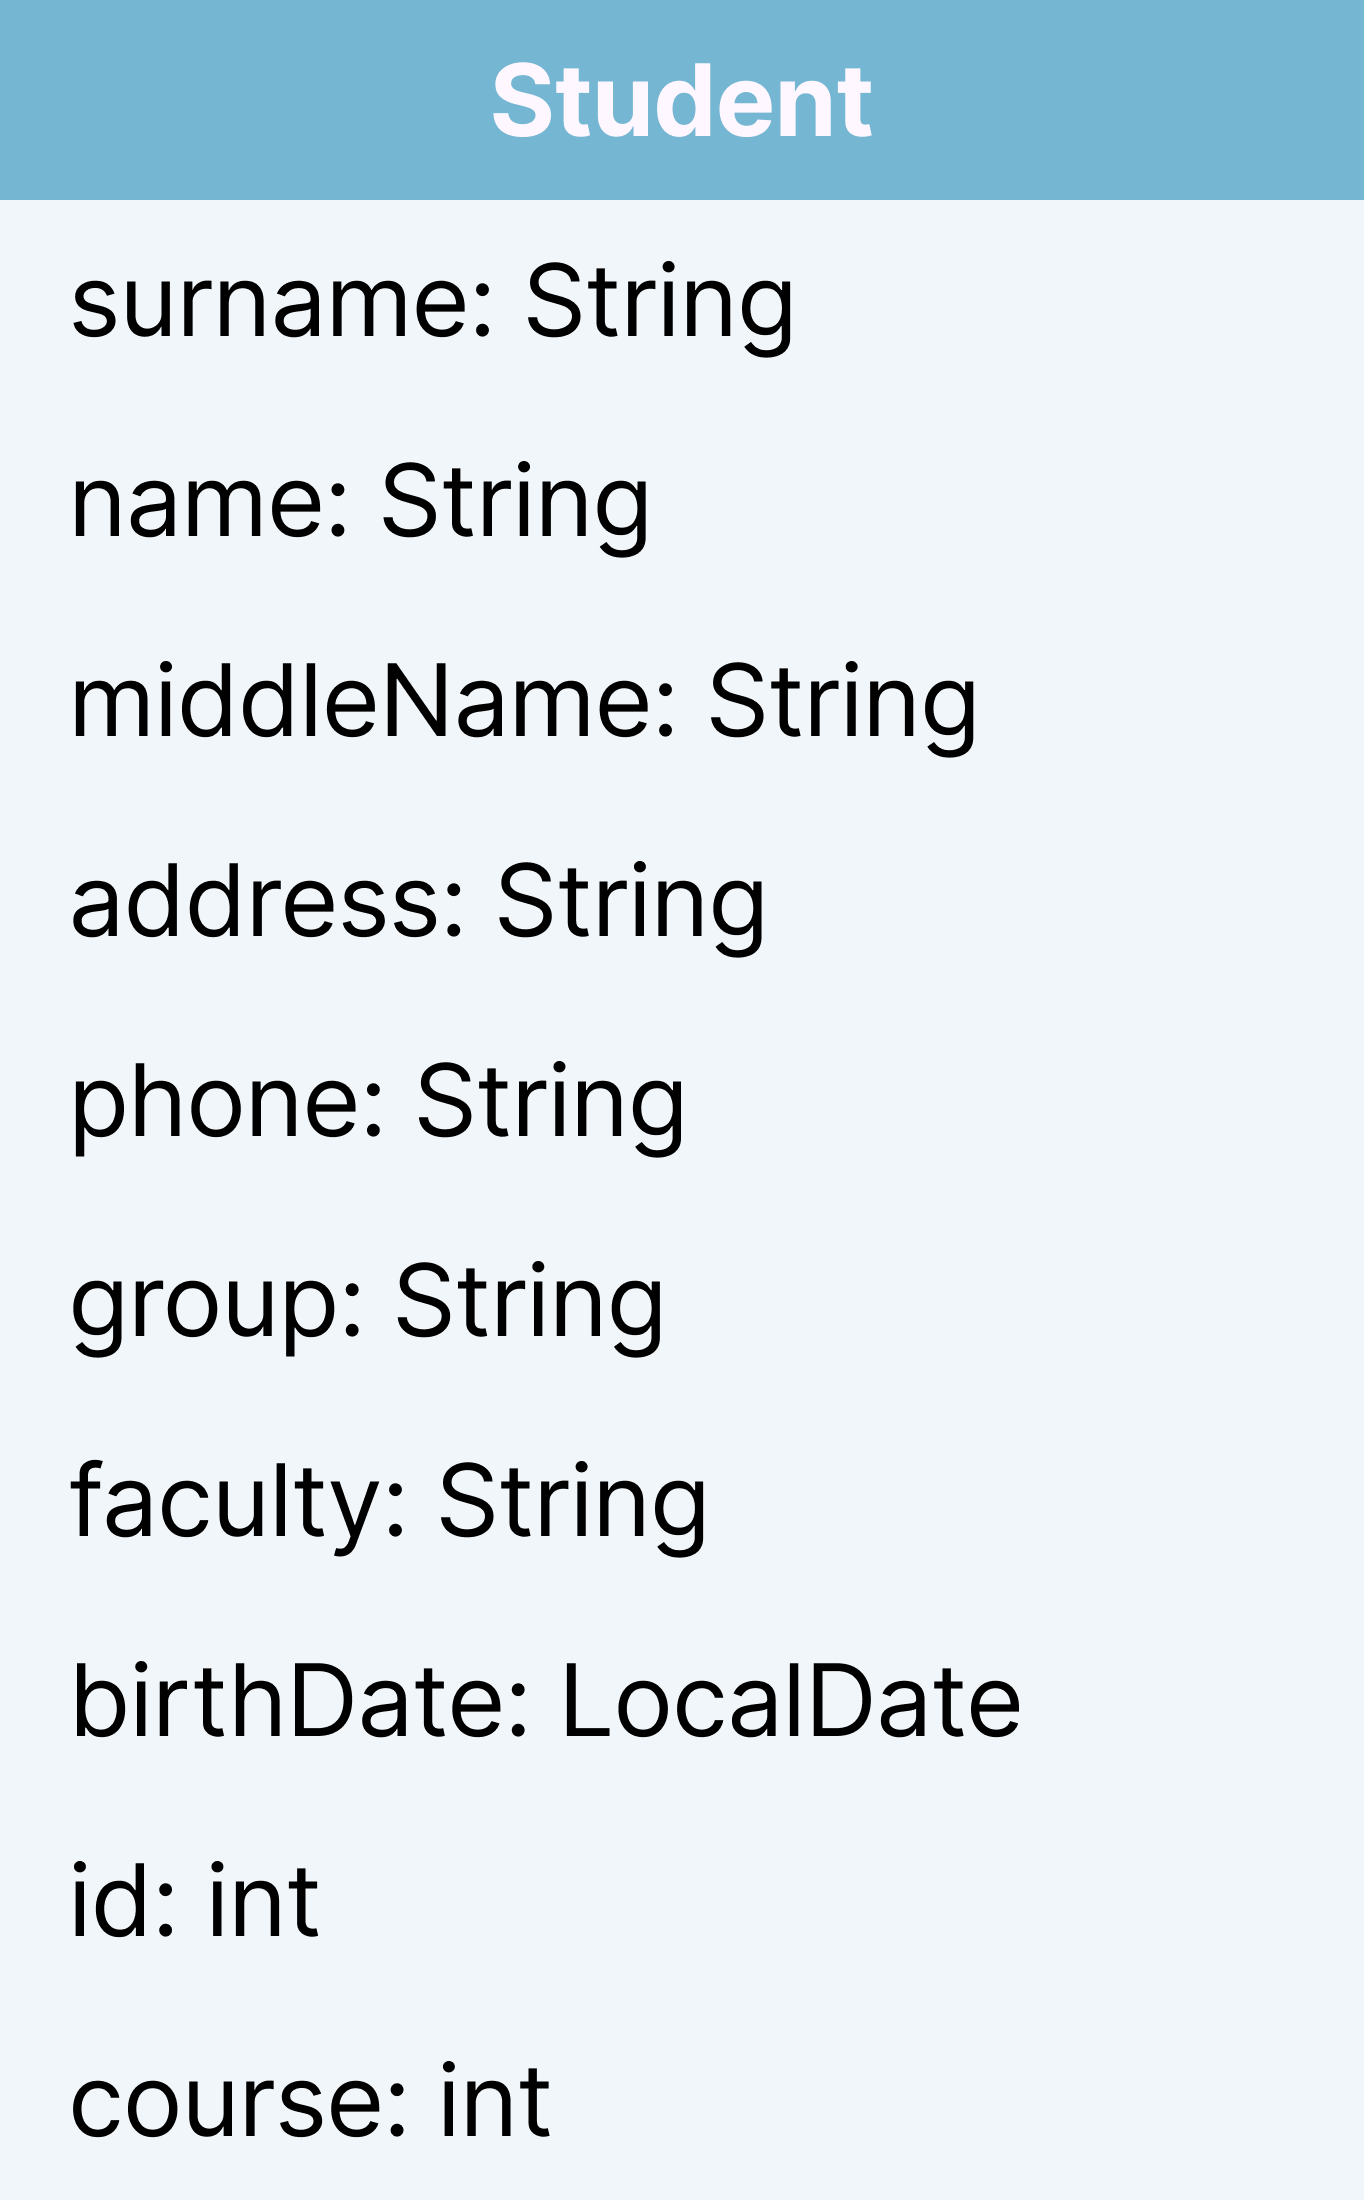 Student
surname: String
name: String
middleName: String
address: String
phone: String
group: String
faculty: String
birthDate: LocalDate
id: int
course: int